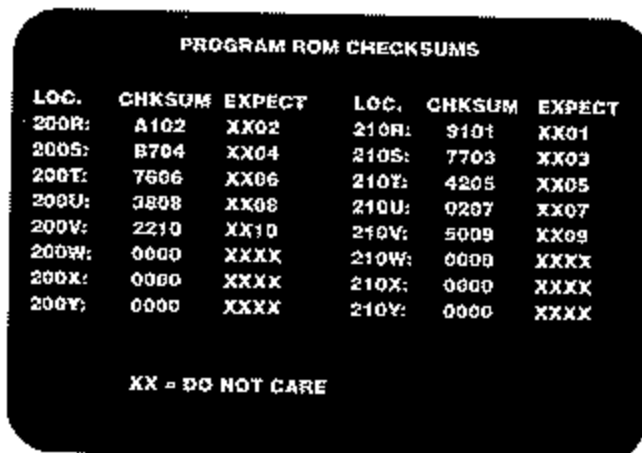 PROGRAM ROM CHECKSUMS
LOC. CHKSUM EXPECT LOC. CHKSUM EXPECT
200R: A102 XX02 210R: 9101 XX01
200S: B704 XX04 210S: 7703 XX03
200T: 7606 XX06 210T: 4205 XX05
200U: 3808 XX08 210U: 0207 XX07
200V: 2210 XX10 210V: 5009 XX09
200W: 0000 XXXX 210W: 0000 XXXX
200X: 0000 XXXX 210X: 0000 XXXX
200Y: 0000 XXXX 210Y: 0000 XXXX
XX = DO NOT CARE